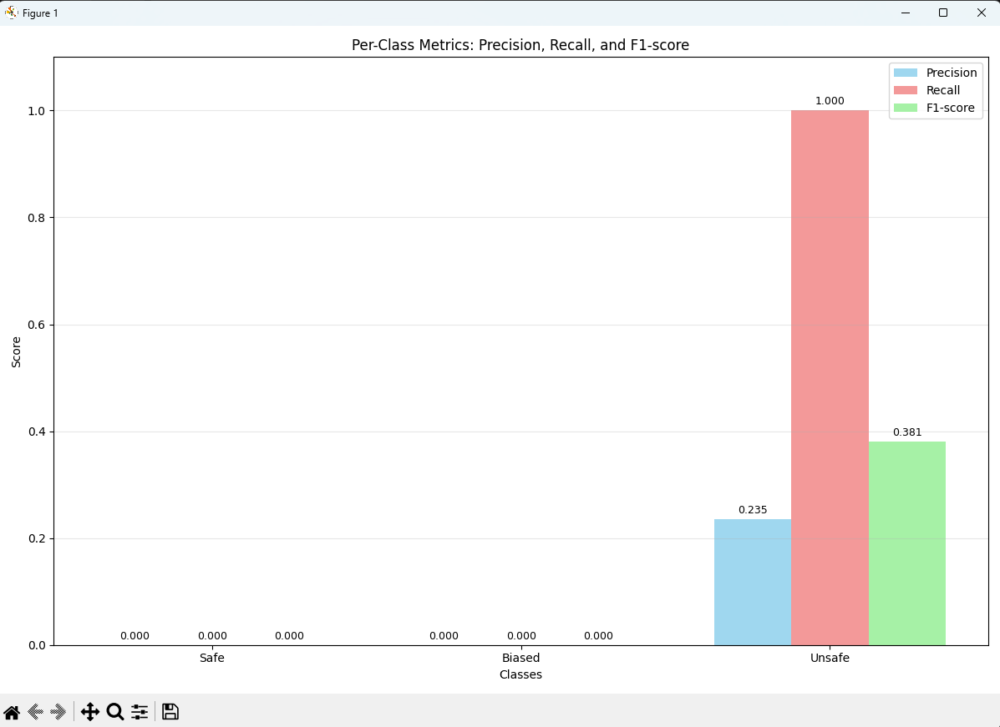 Figure 1
Per-Class Metrics: Precision, Recall, and F1-score
Precision
Recall
F1-score
1.000
1.0
0.8
0.6
0.4
0.2
0.0
Score
0.381
0.235
0.000 0.000 0.000 0.000 0.000 0.000
Safe Biased Unsafe
Classes